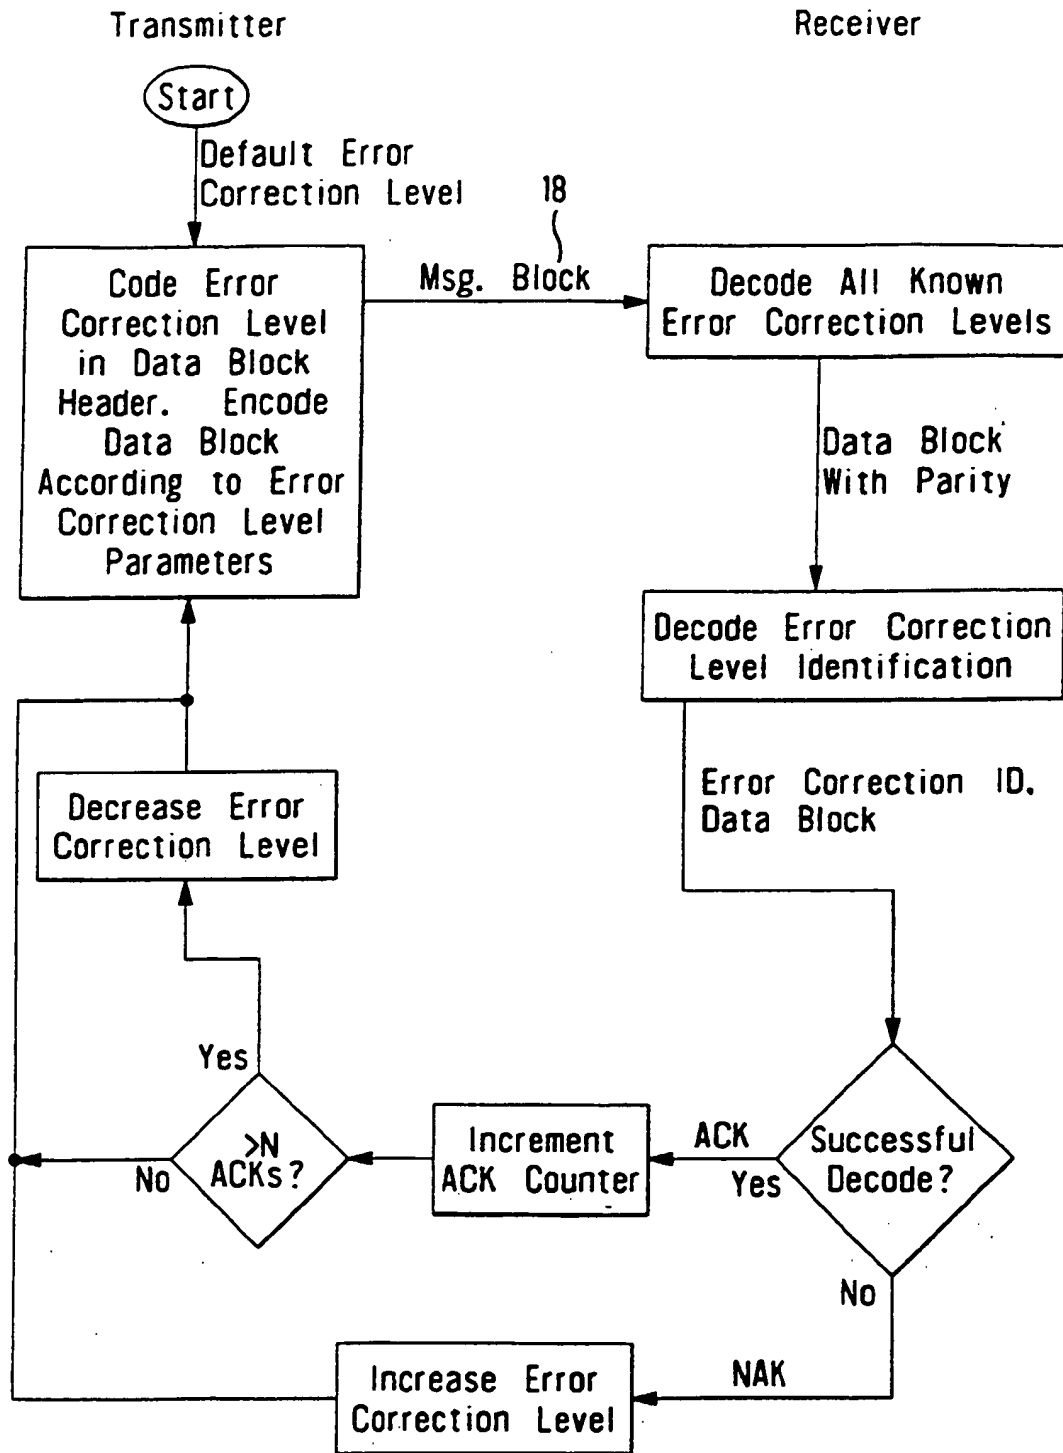 Transmitter
Receiver
Start
Default Error
Correction Level
18
Code Error
Correction Level
in Data Block
Header. Encode
Data Block
According to Error
Correction Level
Parameters
Msg. Block
Decode All Known
Error Correction Levels
Data Block
With Parity
Decode Error Correction
Level Identification
Error Correction ID.
Data Block
Decrease Error
Correction Level
Yes
>N
ACKs?
No
Increment
ACK Counter
ACK
Yes
Successful
Decode?
No
NAK
Increase Error
Correction Level